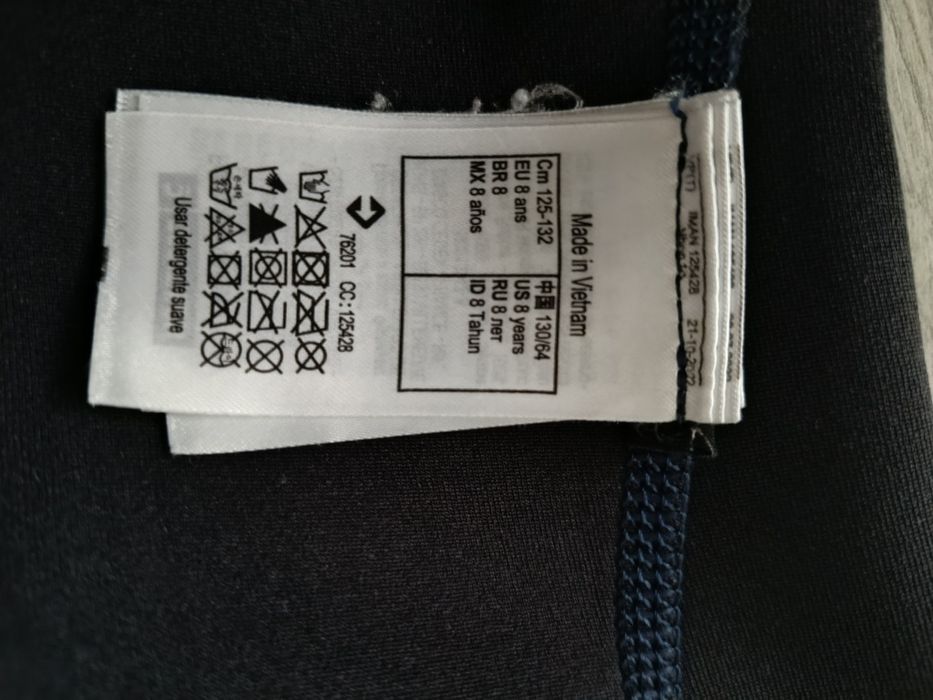 IMAN 125428
21-10-2022
Made in Vietnam
Cm 125-132
EU 8 ans
BR 8
MX 8 años
中国 130/64
US 8 years
RU 8 лет
ID 8 Tahun
76201 CC:125428
Usar detergente suave